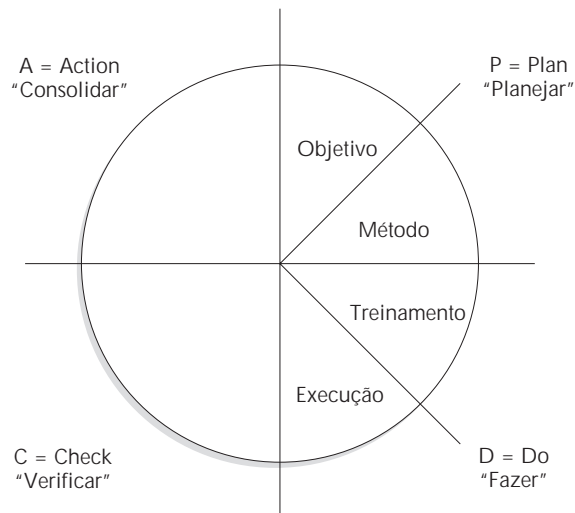 A = Action
"Consolidar"
P = Plan
"Planejar"
Objetivo
Método
Treinamento
Execução
C = Check
"Verificar"
D = Do
"Fazer"